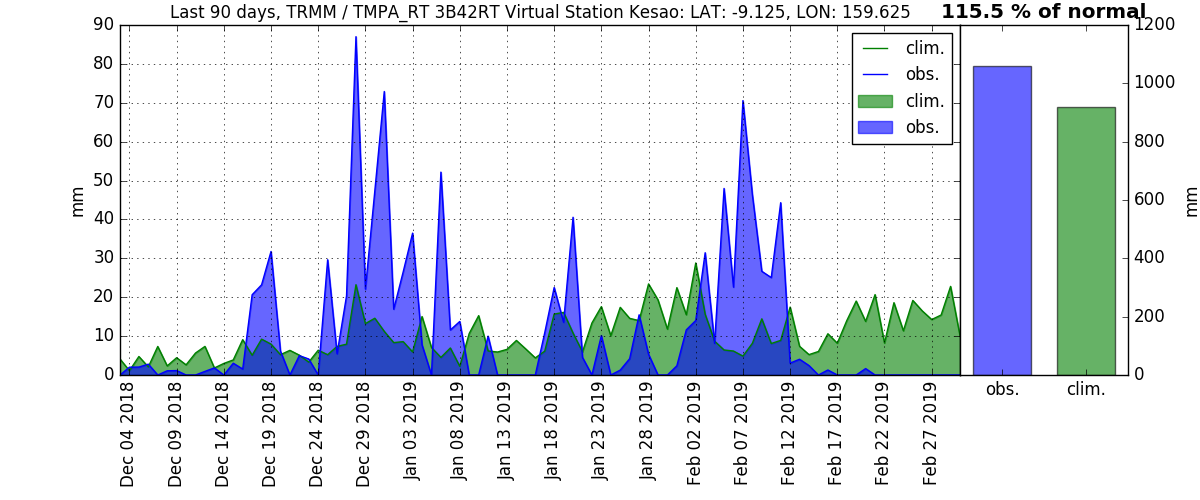 Last 90 days, TRMM / TMPA_RT 3B42RT Virtual Station Kesao: LAT: -9.125, LON: 159.625
115.5 % of normal
90
80
70
60
50
40
30
20
10
0
mm
clim.
obs.
clim.
obs.
1200
1000
800
600
400
200
0
mm
Dec 04 2018
Dec 09 2018
Dec 14 2018
Dec 19 2018
Dec 24 2018
Dec 29 2018
Jan 03 2019
Jan 08 2019
Jan 13 2019
Jan 18 2019
Jan 23 2019
Jan 28 2019
Feb 02 2019
Feb 07 2019
Feb 12 2019
Feb 17 2019
Feb 22 2019
Feb 27 2019
obs.
clim.